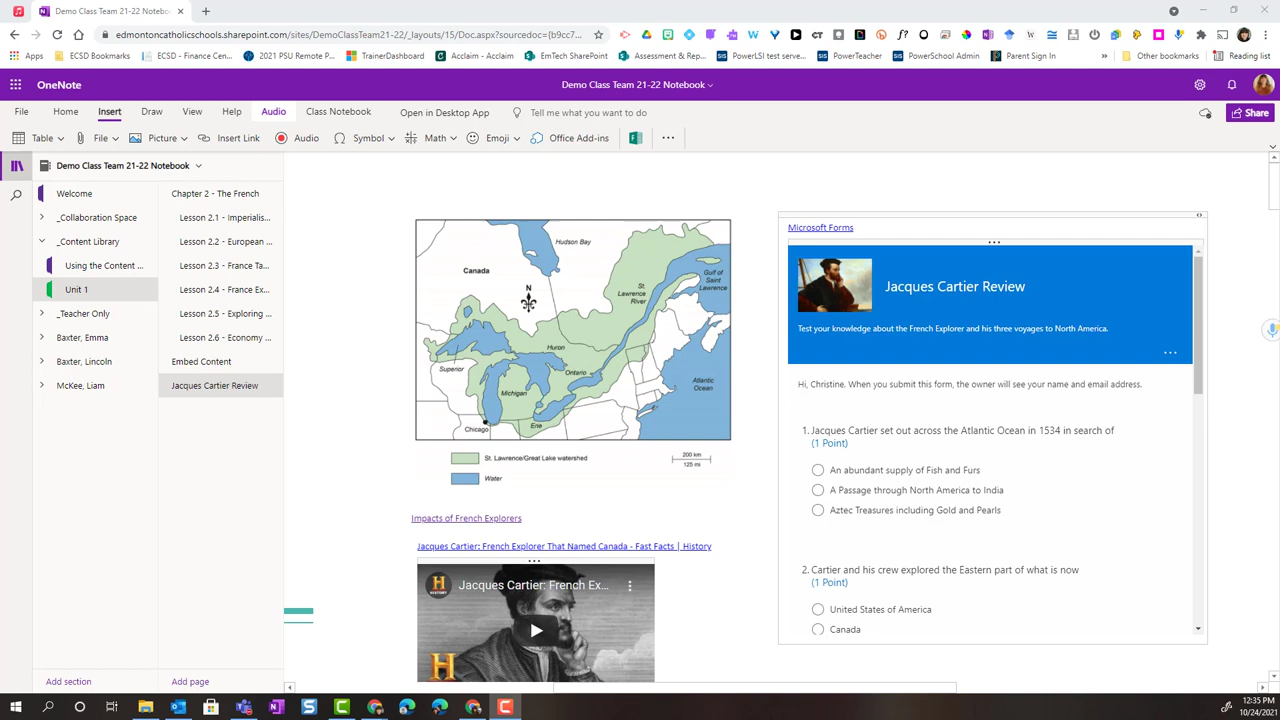 Demo Class Team 21-22 Notebo
edmontoncatholicschools.sharepoint.com/sites/DemoClassTeam21-22/_layouts/15/Doc.aspx?sourcedoc={b9cc7...
Apps ECSD Bookmarks ECSD - Finance Cen... 2021 PSU Remote P... TrainerDashboard Acclaim - Acclaim EmTech SharePoint Assessment & Rep... PowerLSI test serve... PowerTeacher PowerSchool Admin Parent Sign In » Other bookmarks Reading list
OneNote
Demo Class Team 21-22 Notebook
File Home Insert Draw View Help Audio Class Notebook Open in Desktop App Tell me what you want to do Share
Table File Picture Insert Link Audio Symbol Math Emoji Office Add-ins ...
Demo Class Team 21-22 Notebook
Welcome
_Collaboration Space
_Content Library
Using the Content ...
Unit 1
_Teacher Only
Baxter, Emma
Baxter, Lincoln
McKee, Liam
Add section
Chapter 2 - The French
Lesson 2.1 - Imperialis...
Lesson 2.2 - European ...
Lesson 2.3 - France Ta...
Lesson 2.4 - France Ex...
Lesson 2.5 - Exploring ...
Lesson 2.6 - Economy ...
Embed Content
Jacques Cartier Review
Add page
Hudson Bay
Canada
Gulf of
Saint
Lawrence
St.
Lawrence
River
N
Huron
Superior
Ontario
Michigan
Atlantic
Ocean
Chicago
Erie
St. Lawrence/Great Lake watershed
Water
200 km
125 mi
Impacts of French Explorers
Jacques Cartier: French Explorer That Named Canada - Fast Facts | History
H
HISTORY
Jacques Cartier: French Ex...
H
Microsoft Forms
Jacques Cartier Review
Test your knowledge about the French Explorer and his three voyages to North America.
Hi, Christine. When you submit this form, the owner will see your name and email address.
1. Jacques Cartier set out across the Atlantic Ocean in 1534 in search of
(1 Point)
An abundant supply of Fish and Furs
A Passage through North America to India
Aztec Treasures including Gold and Pearls
2. Cartier and his crew explored the Eastern part of what is now
(1 Point)
United States of America
Canada
12:35 PM
10/24/2021